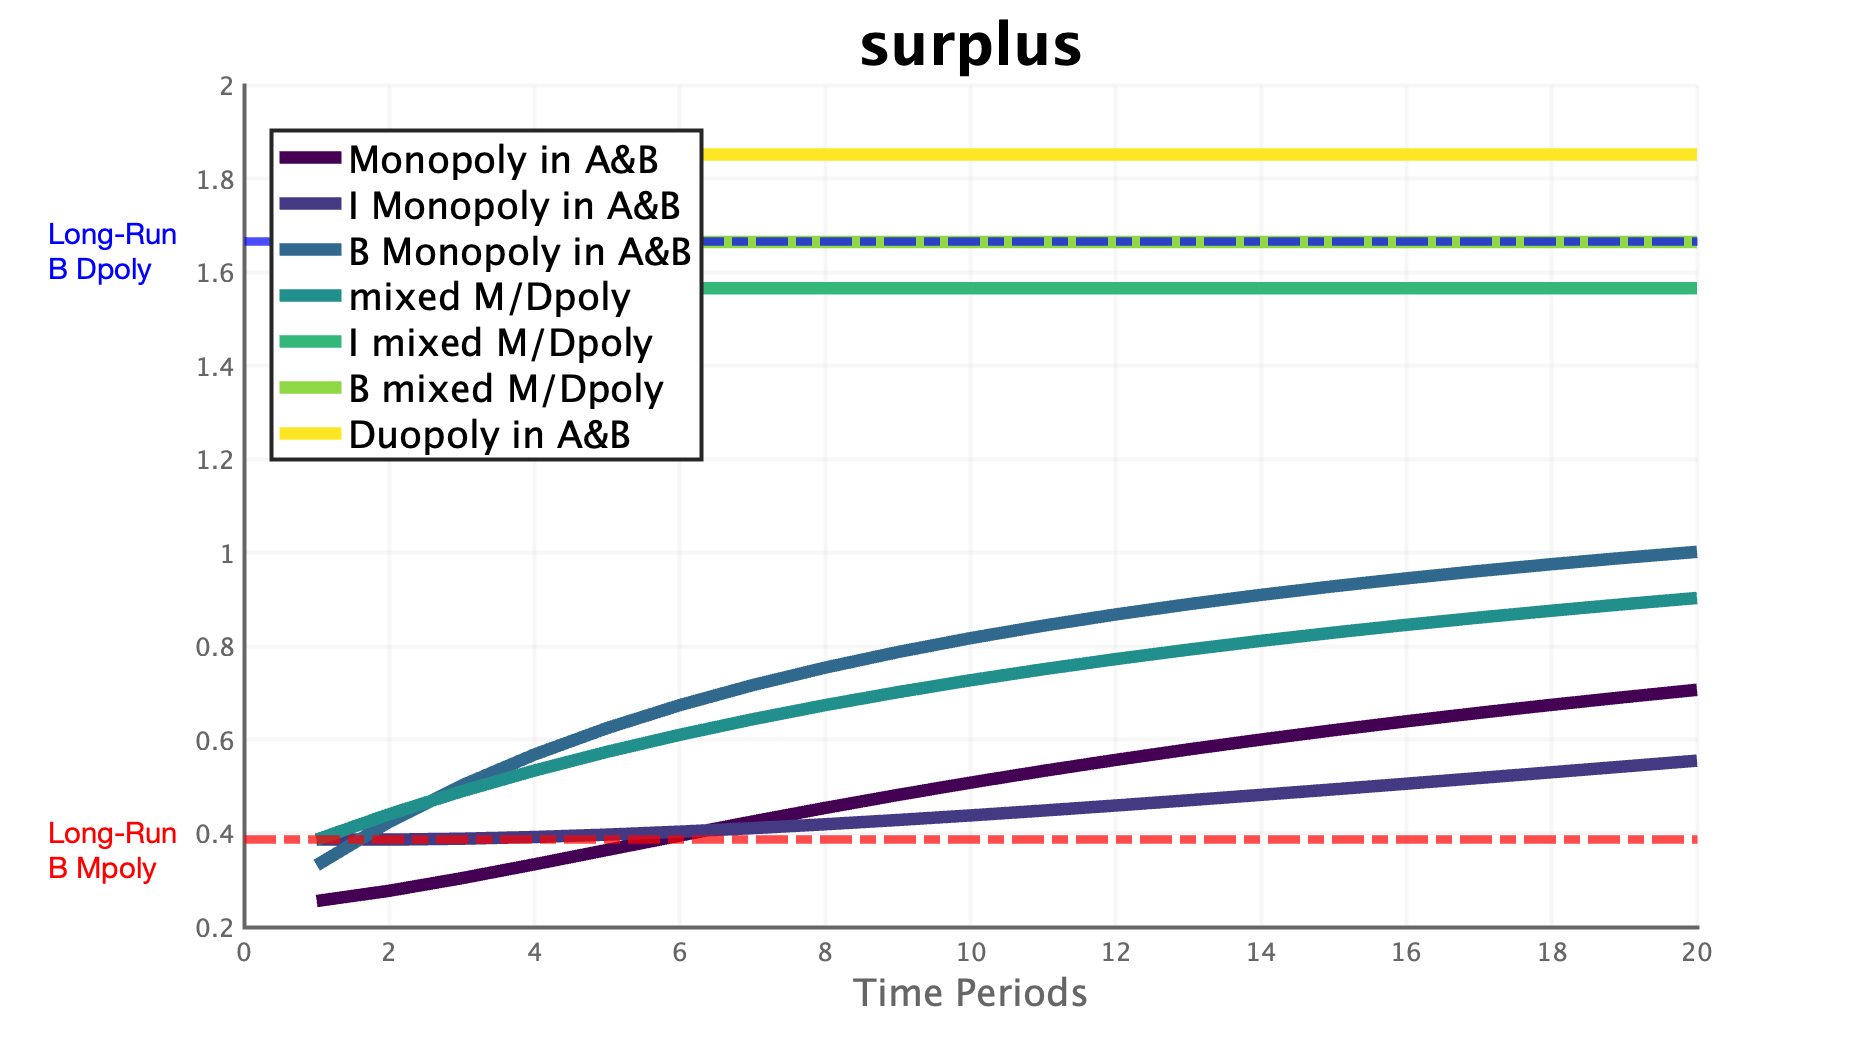 surplus
2
1.8
1.6
1.4
1.2
1
0.8
0.6
0.4
0.2
Long-Run
B Dpoly
Long-Run
B Mpoly
Monopoly in A&B
I Monopoly in A&B
B Monopoly in A&B
mixed M/Dpoly
I mixed M/Dpoly
B mixed M/Dpoly
Duopoly in A&B
0 2 4 6 8 10 12 14 16 18 20
Time Periods